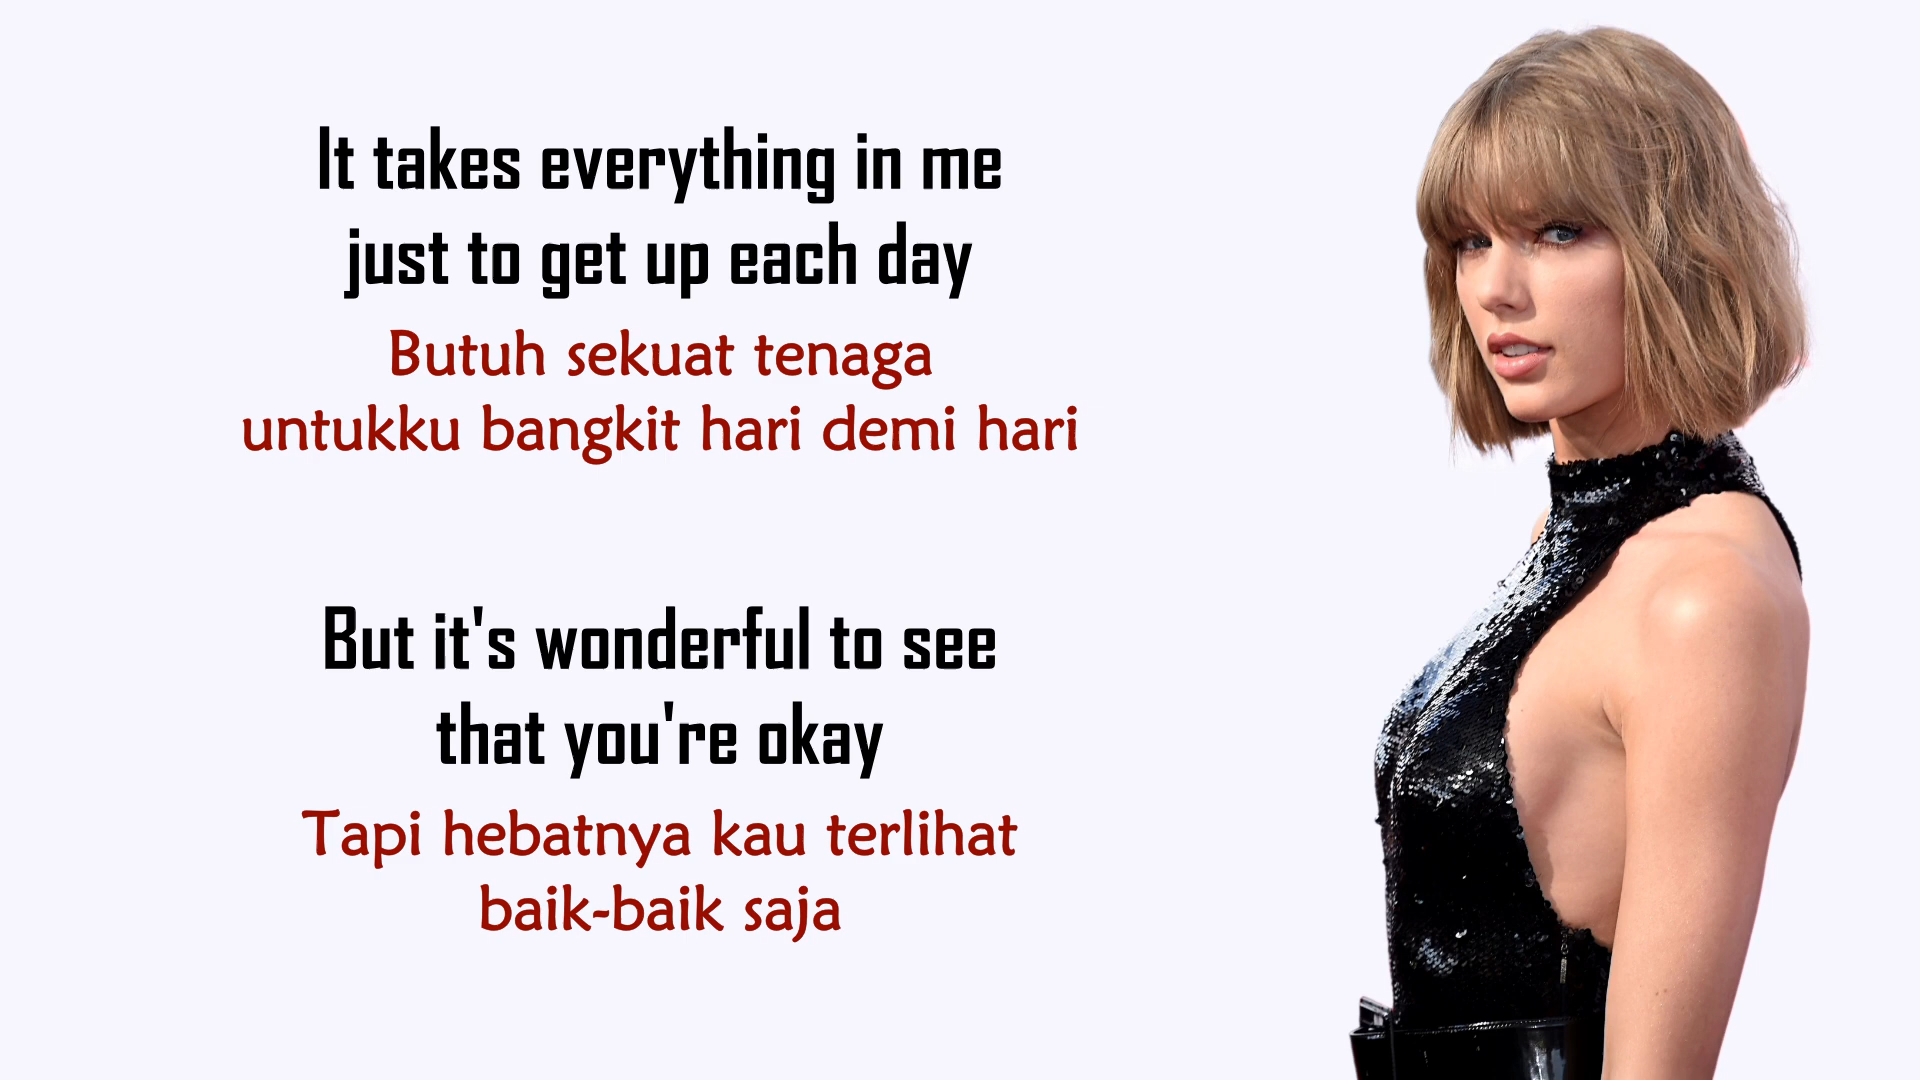 It takes everything in me
just to get up each day
Butuh sekuat tenaga
untukku bangkit hari demi hari
But it's wonderful to see
that you're okay
Tapi hebatnya kau terlihat
baik-baik saja